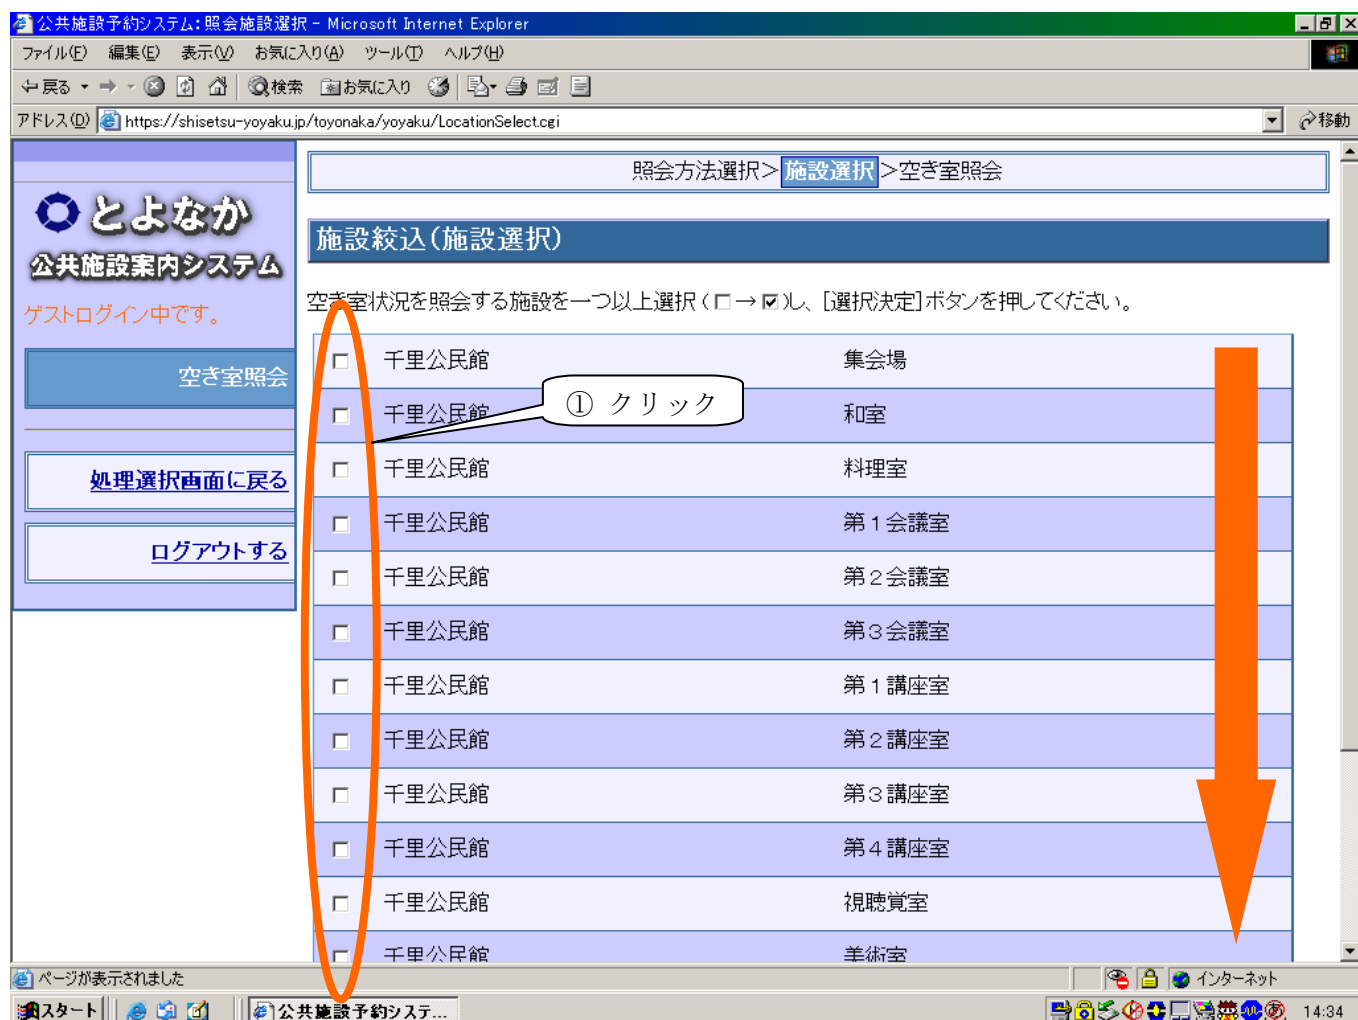 公共施設予約システム：照会施設選択 - Microsoft Internet Explorer
ファイル(F) 編集(E) 表示(V) お気に入り(A) ツール(T) ヘルプ(H)
戻る 検索 お気に入り
アドレス(D) https://shisetsu-yoyaku.jp/toyonaka/yoyaku/LocationSelect.cgi 移動
照会方法選択＞施設選択＞空き室照会
とよなか
公共施設案内システム
ゲストログイン中です。
空き室照会
処理選択画面に戻る
ログアウトする
施設絞込(施設選択)
空き室状況を照会する施設を一つ以上選択(□→☑)し、[選択決定]ボタンを押してください。
千里公民館 集会場
① クリック
千里公民館 和室
千里公民館 料理室
千里公民館 第１会議室
千里公民館 第２会議室
千里公民館 第３会議室
千里公民館 第１講座室
千里公民館 第２講座室
千里公民館 第３講座室
千里公民館 第４講座室
千里公民館 視聴覚室
千里公民館 美術室
ページが表示されました インターネット
スタート 公共施設予約システ... 14:34